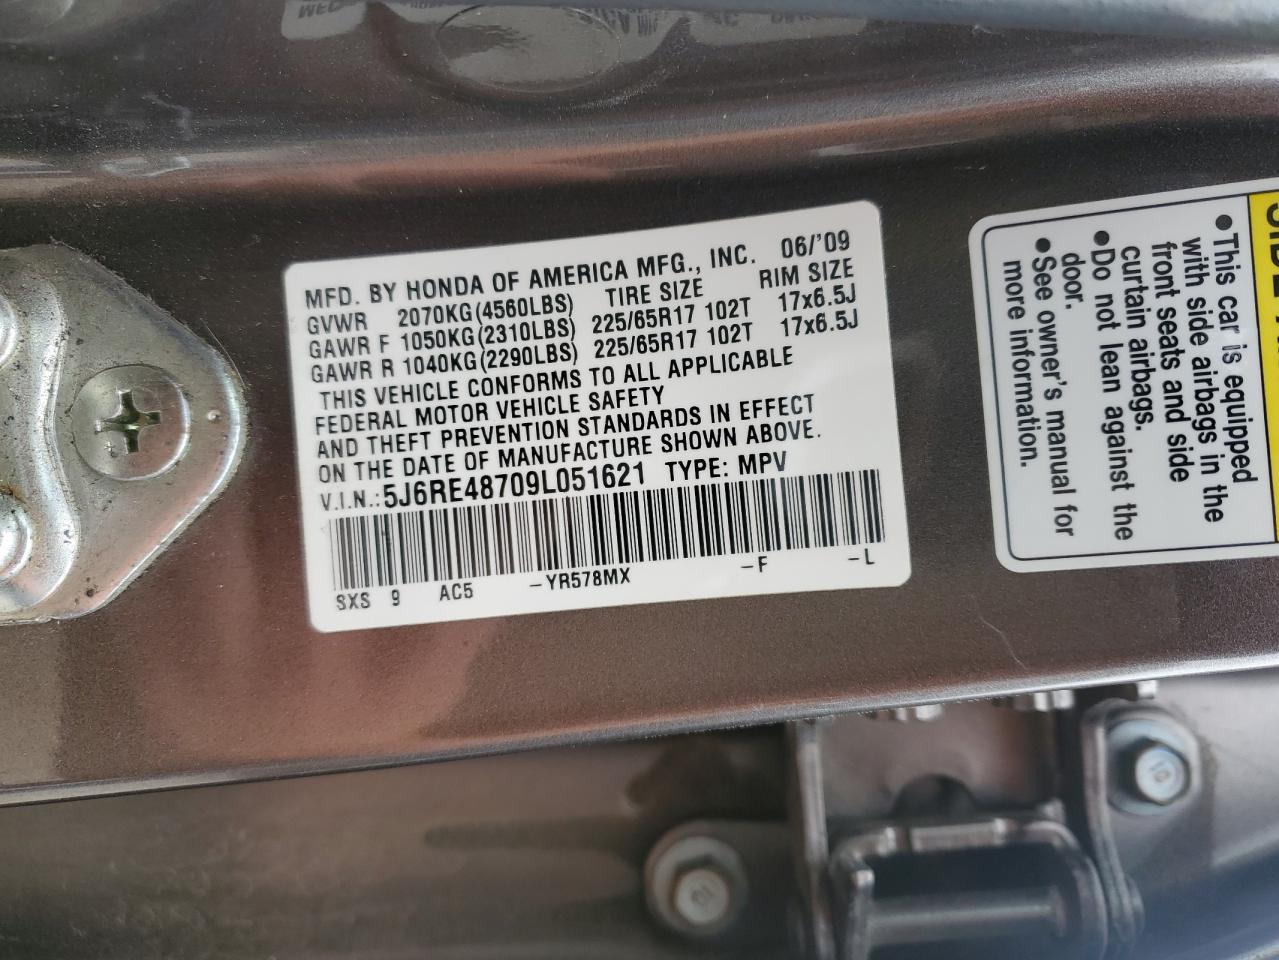 MFD. BY HONDA OF AMERICA MFG., INC. 06/'09
GVWR 2070KG(4560LBS) TIRE SIZE RIM SIZE
GAWR F 1050KG(2310LBS) 225/65R17 102T 17x6.5J
GAWR R 1040KG(2290LBS) 225/65R17 102T 17x6.5J
THIS VEHICLE CONFORMS TO ALL APPLICABLE
FEDERAL MOTOR VEHICLE SAFETY
AND THEFT PREVENTION STANDARDS IN EFFECT
ON THE DATE OF MANUFACTURE SHOWN ABOVE.
V.I.N.: 5J6RE48709L051621 TYPE: MPV
SXS 9 AC5 -YR578MX -F -L
•This car is equipped
with side airbags in the
front seats and side
curtain airbags.
•Do not lean against the
door.
•See owner's manual for
more information.